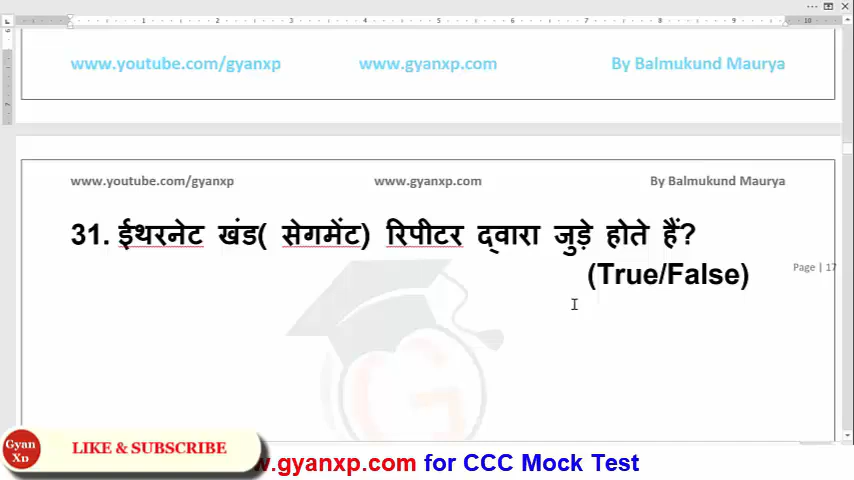 www.youtube.com/gyanxp www.gyanxp.com By Balmukund Maurya
www.youtube.com/gyanxp www.gyanxp.com By Balmukund Maurya
31. ईथरनेट खंड( सेगमेंट) रिपीटर द्वारा जुड़े होते हैं?
(True/False)
Page | 17
Gyan
Xp
LIKE & SUBSCRIBE
w.gyanxp.com for CCC Mock Test